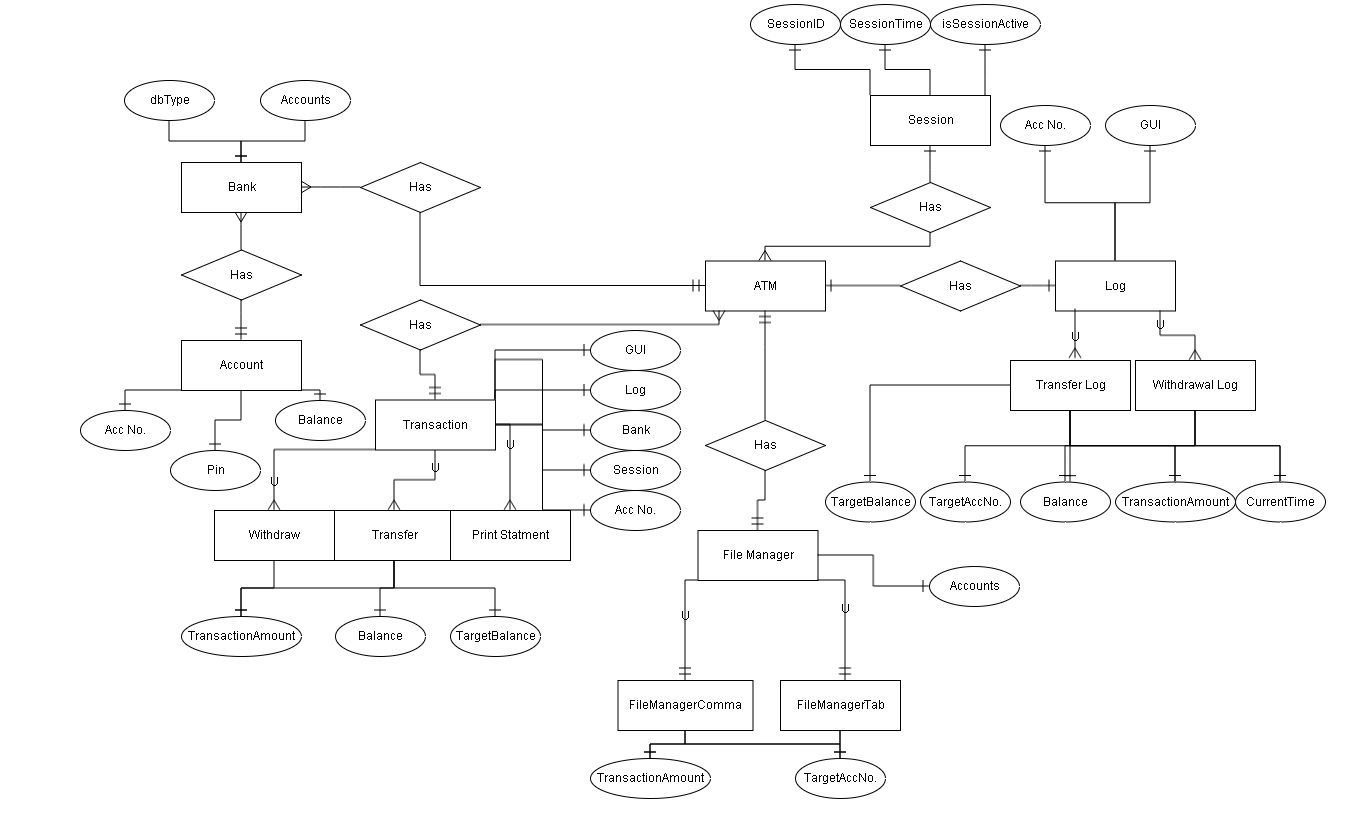 SessionID
SessionTime
isSessionActive
dbType
Accounts
Session
Acc No.
GUI
Bank
Has
Has
Has
ATM
Has
Log
Has
Account
GUI
Transfer Log
Withdrawal Log
Log
Acc No.
Balance
Transaction
Bank
Has
Pin
Session
TargetBalance
TargetAccNo.
Balance
TransactionAmount
CurrentTime
Acc No.
Withdraw
Transfer
Print Statment
File Manager
Accounts
TransactionAmount
Balance
TargetBalance
FileManagerComma
FileManagerTab
TransactionAmount
TargetAccNo.